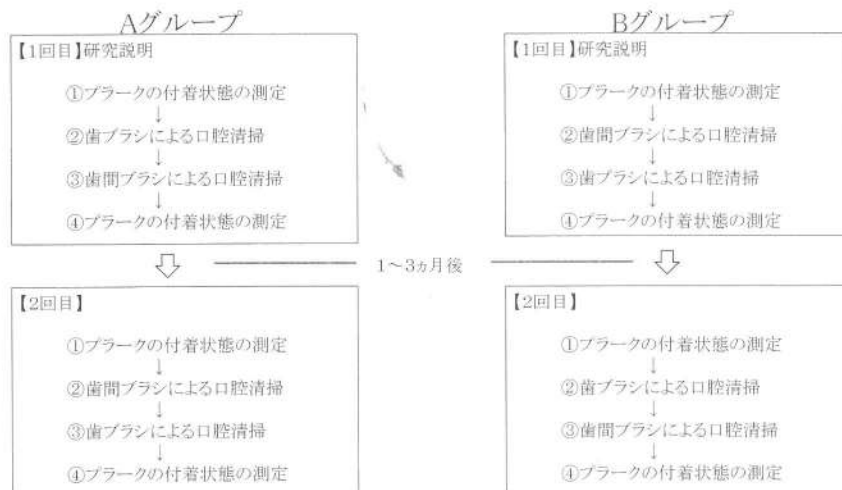 Aグループ
【1回目】研究説明
①プラークの付着状態の測定
↓
②歯ブラシによる口腔清掃
↓
③歯間ブラシによる口腔清掃
↓
④プラークの付着状態の測定
Bグループ
【1回目】研究説明
①プラークの付着状態の測定
↓
②歯間ブラシによる口腔清掃
↓
③歯ブラシによる口腔清掃
↓
④プラークの付着状態の測定
1～3ヵ月後
【2回目】
①プラークの付着状態の測定
↓
②歯間ブラシによる口腔清掃
↓
③歯ブラシによる口腔清掃
↓
④プラークの付着状態の測定
【2回目】
①プラークの付着状態の測定
↓
②歯ブラシによる口腔清掃
↓
③歯間ブラシによる口腔清掃
↓
④プラークの付着状態の測定